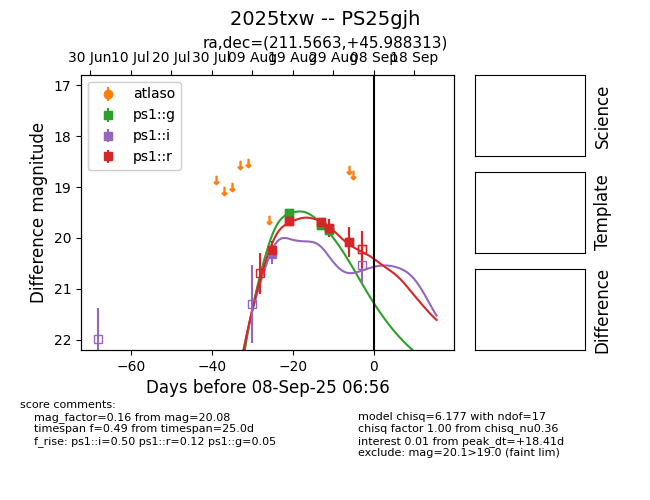 2025txw -- PS25gjh
ra,dec=(211.5663,+45.988313)
30 Jun 10 Jul 20 Jul 30 Jul 09 Aug 19 Aug 29 Aug 08 Sep 18 Sep
17
18
19
20
21
22
Difference magnitude
atlaso
ps1::g
ps1::i
ps1::r
−60 −40 −20 0
Days before 08-Sep-25 06:56
Science
Template
Difference
score comments:
mag_factor=0.16 from mag=20.08
timespan f=0.49 from timespan=25.0d
f_rise: ps1::i=0.50 ps1::r=0.12 ps1::g=0.05
model chisq=6.177 with ndof=17
chisq factor 1.00 from chisq_nu0.36
interest 0.01 from peak_dt=+18.41d
exclude: mag=20.1>19.0 (faint lim)